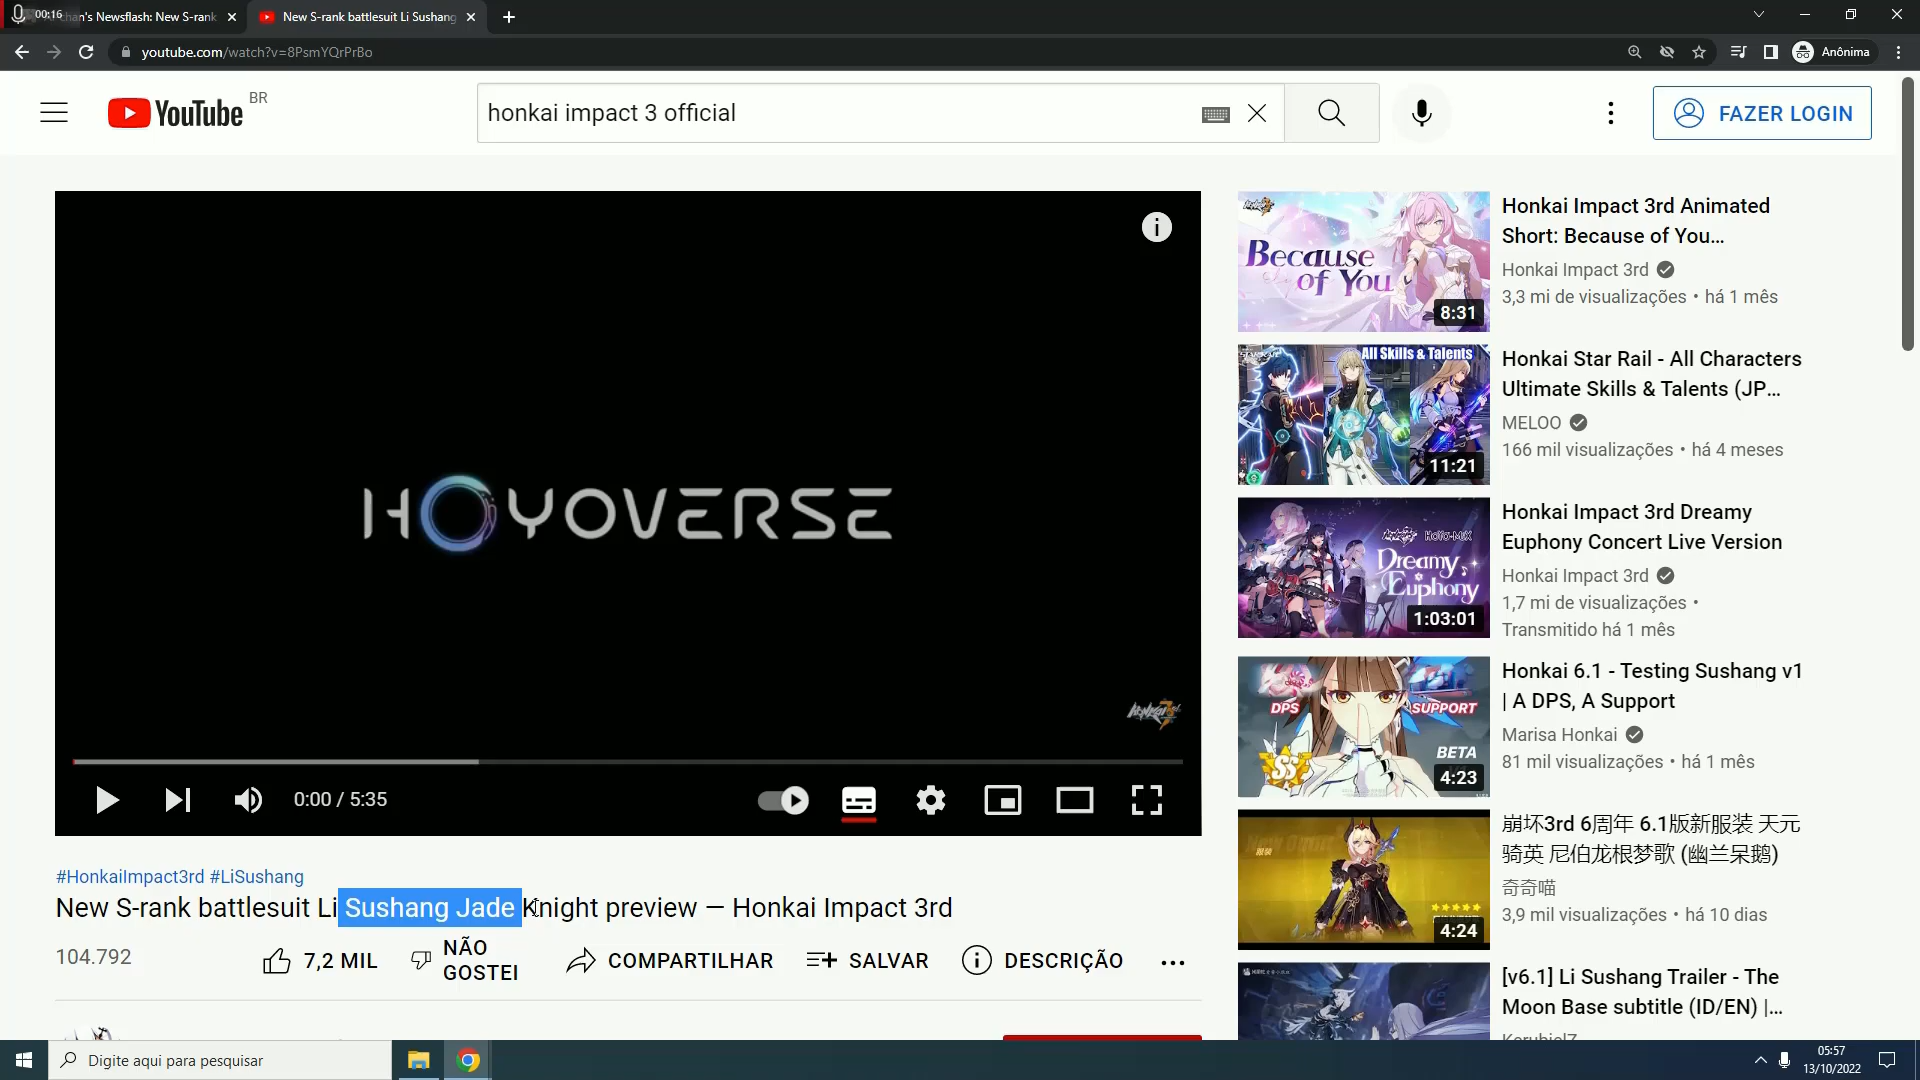 00:16
chan's Newsflash: New S-rank
New S-rank battlesuit Li Sushang
youtube.com/watch?v=8PsmYQrPrBo
Anônima
YouTube BR
honkai impact 3 official
FAZER LOGIN
HOYOVERSE
0:00 / 5:35
#HonkaiImpact3rd #LiSushang
New S-rank battlesuit Li Sushang Jade Knight preview — Honkai Impact 3rd
104.792
7,2 MIL
NÃO
GOSTEI
COMPARTILHAR
SALVAR
DESCRIÇÃO
Because
of You
8:31
Honkai Impact 3rd Animated
Short: Because of You...
Honkai Impact 3rd
3,3 mi de visualizações • há 1 mês
All Skills & Talents
11:21
Honkai Star Rail - All Characters
Ultimate Skills & Talents (JP...
MELOO
166 mil visualizações • há 4 meses
HOYO-MiX
Dreamy
Euphony
1:03:01
Honkai Impact 3rd Dreamy
Euphony Concert Live Version
Honkai Impact 3rd
1,7 mi de visualizações •
Transmitido há 1 mês
DPS
SUPPORT
BETA
SS
4:23
Honkai 6.1 - Testing Sushang v1
| A DPS, A Support
Marisa Honkai
81 mil visualizações • há 1 mês
4:24
崩坏3rd 6周年 6.1版新服装 天元
骑英 尼伯龙根梦歌 (幽兰呆鹅)
奇奇喵
3,9 mil visualizações • há 10 dias
[v6.1] Li Sushang Trailer - The
Moon Base subtitle (ID/EN) |...
Digite aqui para pesquisar
05:57
13/10/2022